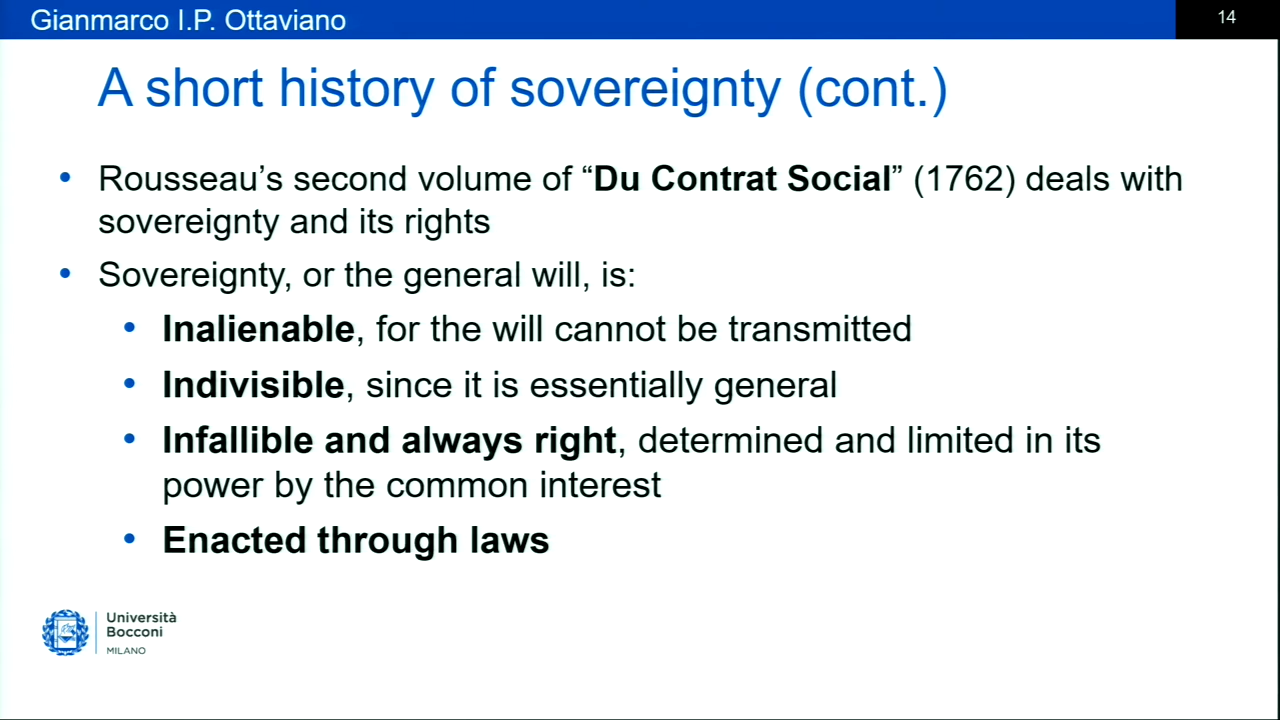 Gianmarco I.P. Ottaviano
14
A short history of sovereignty (cont.)
• Rousseau’s second volume of “Du Contrat Social” (1762) deals with
sovereignty and its rights
• Sovereignty, or the general will, is:
• Inalienable, for the will cannot be transmitted
• Indivisible, since it is essentially general
• Infallible and always right, determined and limited in its
power by the common interest
• Enacted through laws
Università
Bocconi
MILANO